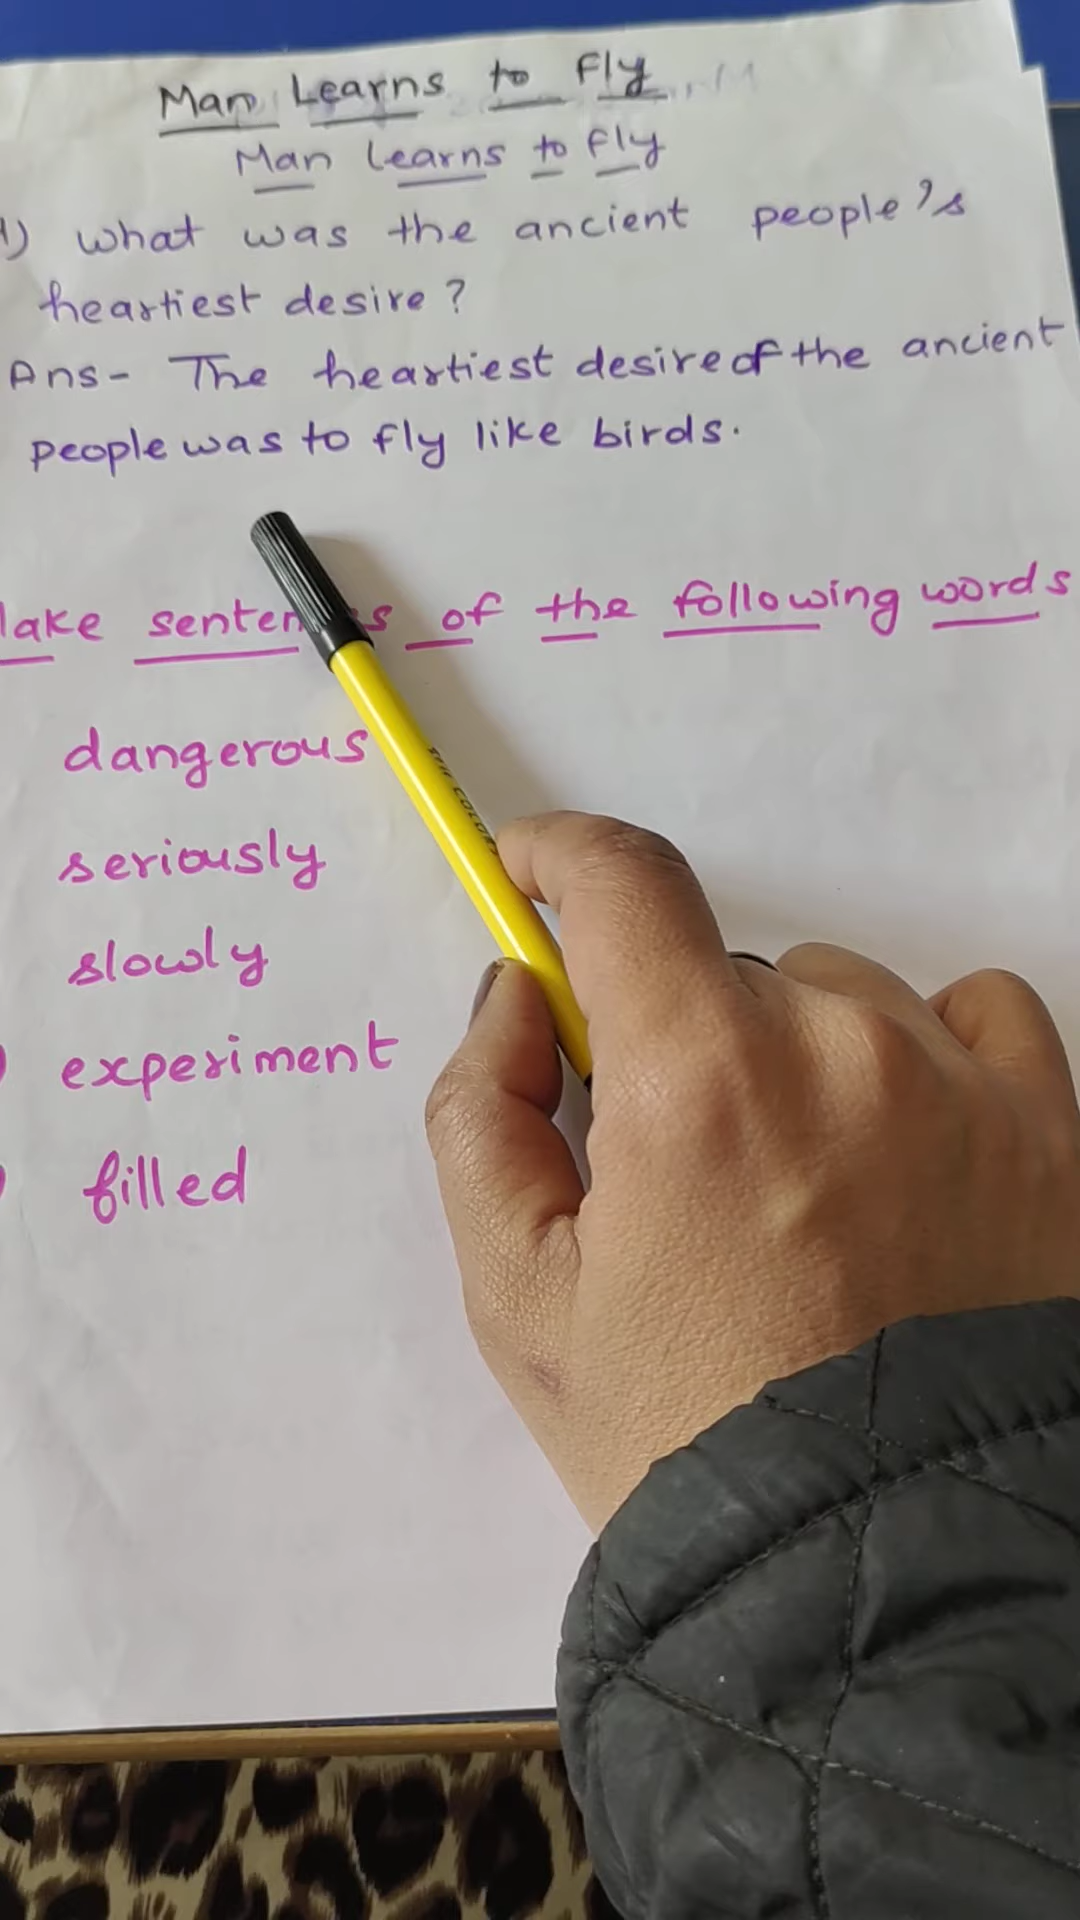 Man Learns to Fly
Man learns to fly
1) what was the ancient people's
heartiest desire?
Ans- The heartiest desire of the ancient
people was to fly like birds.
of the following words
dangerous
seriously
slowly
experiment
filled